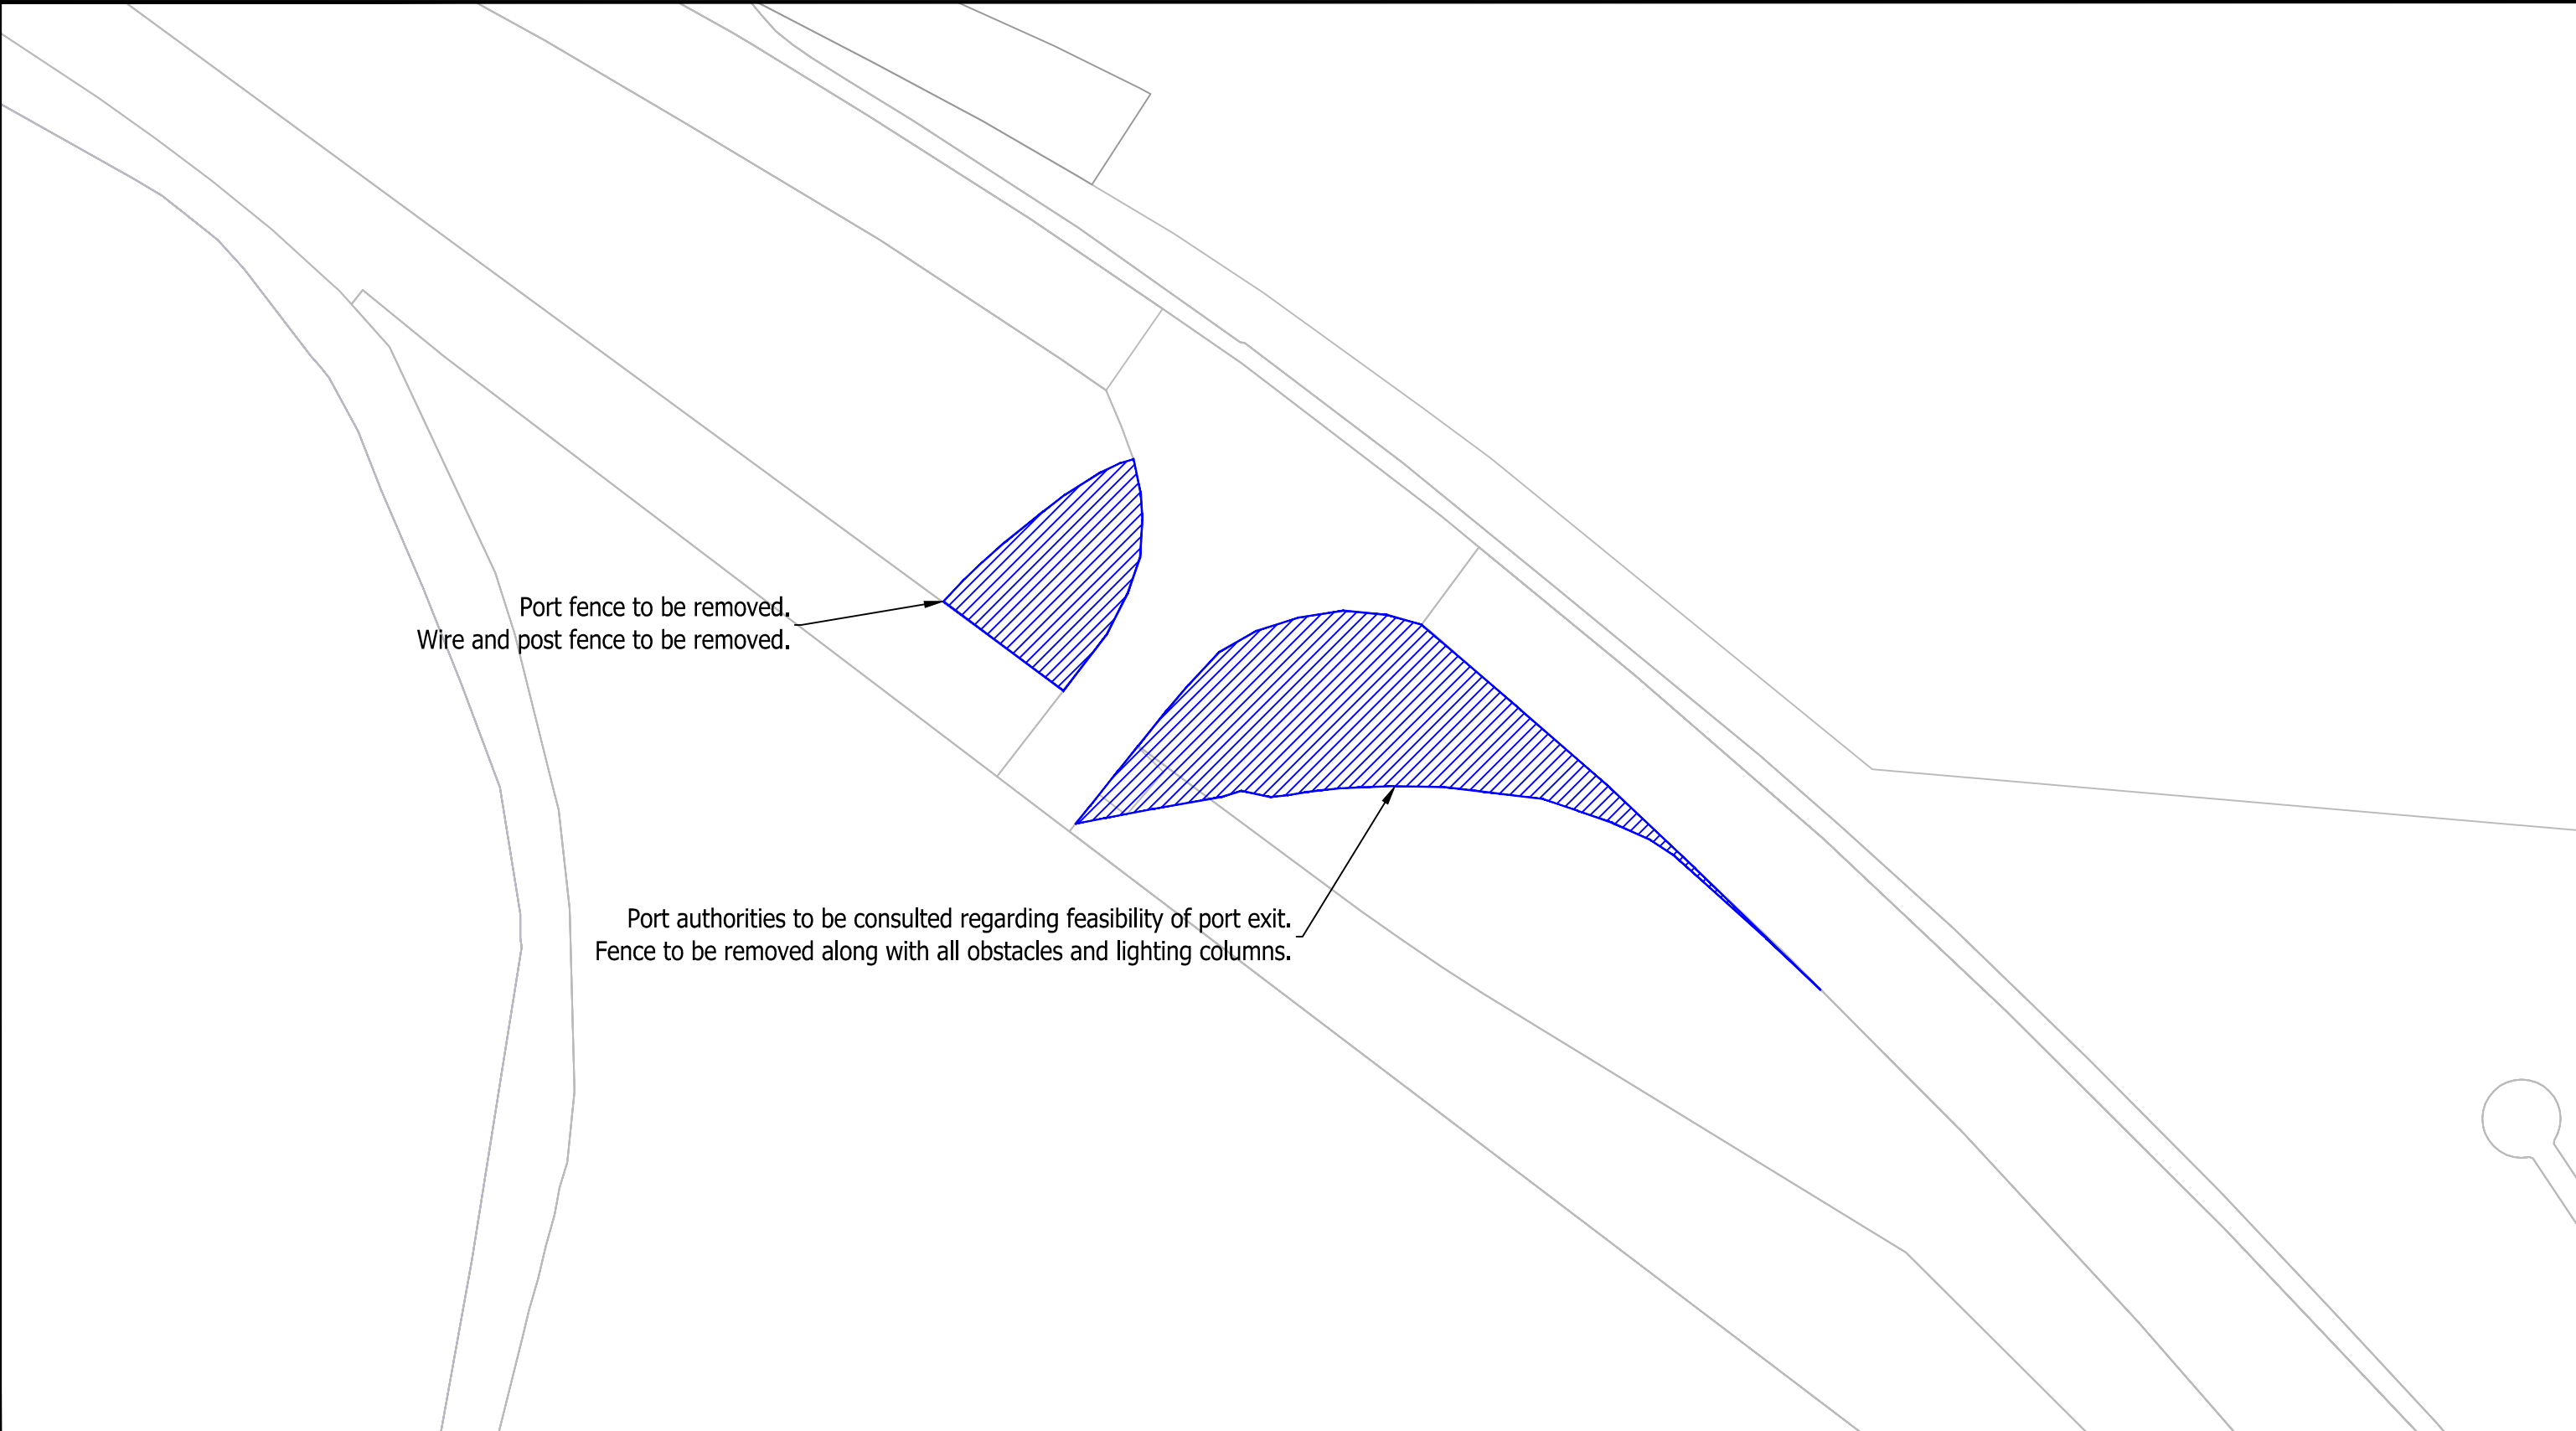 Port fence to be removed.
Wire and post fence to be removed.
Port authorities to be consulted regarding feasibility of port exit.
Fence to be removed along with all obstacles and lighting columns.